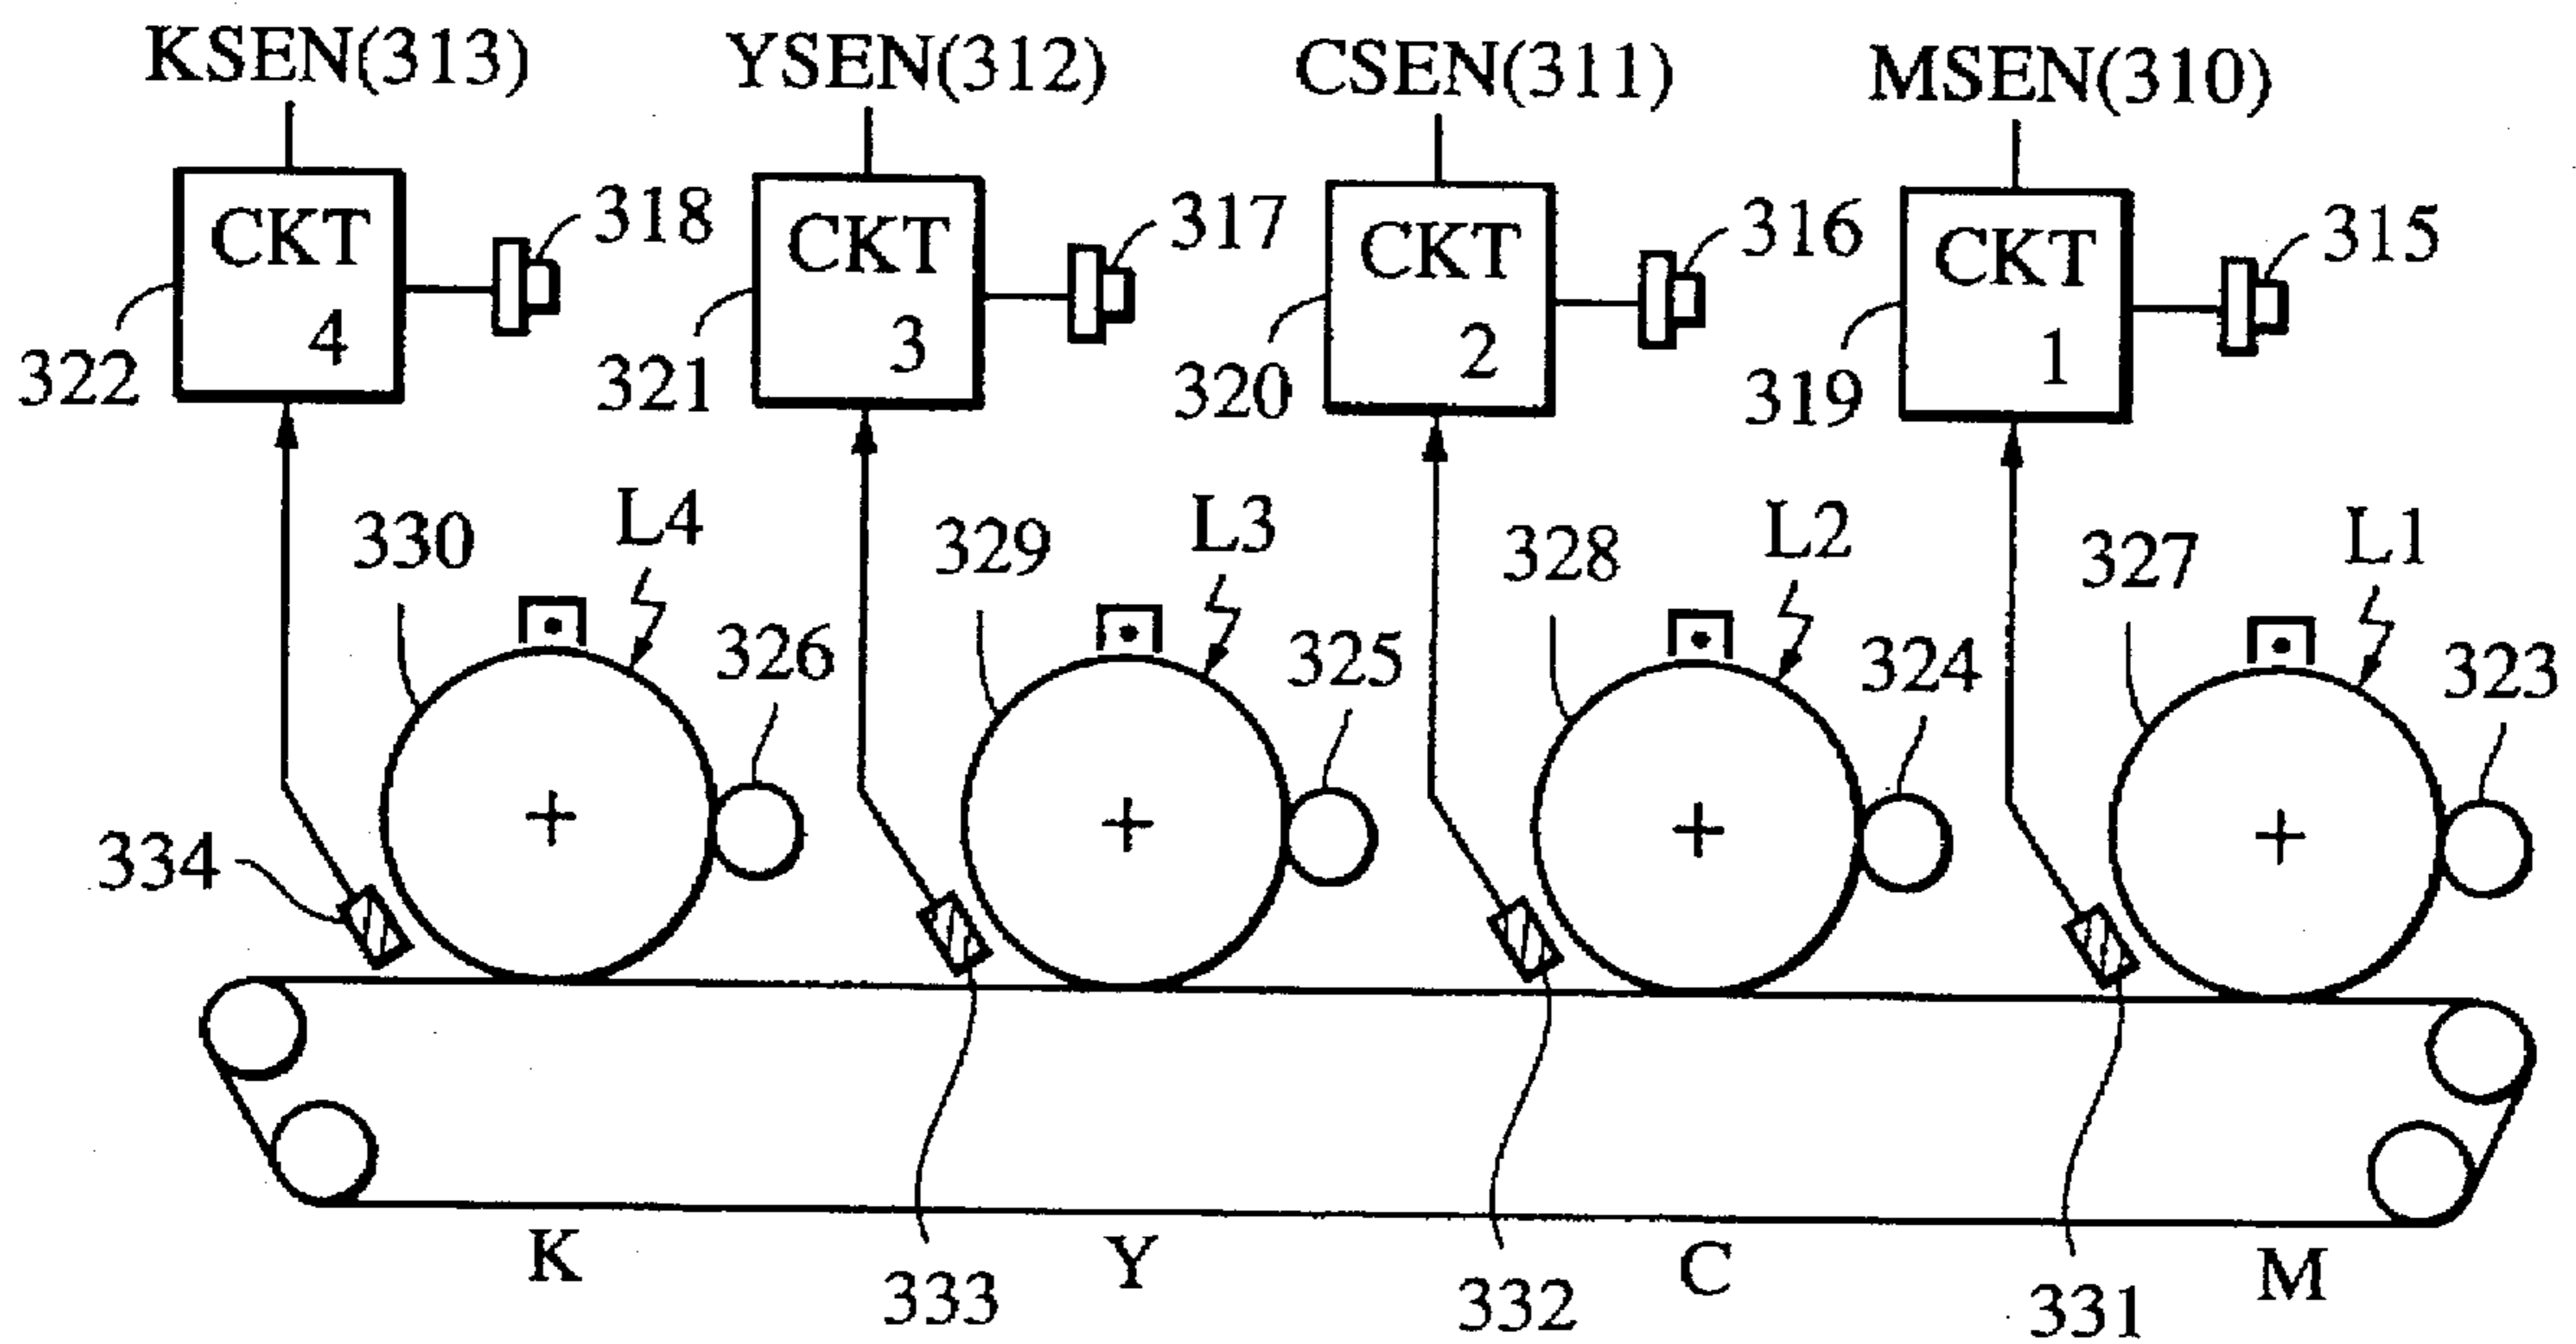 KSEN(313) YSEN(312) CSEN(311) MSEN(310)
CKT 4 318 CKT 3 317 CKT 2 316 CKT 1 315
322 321 320 319
330 L4 329 L3 328 L2 327 L1
326 325 324 323
334
K Y C M
333 332 331